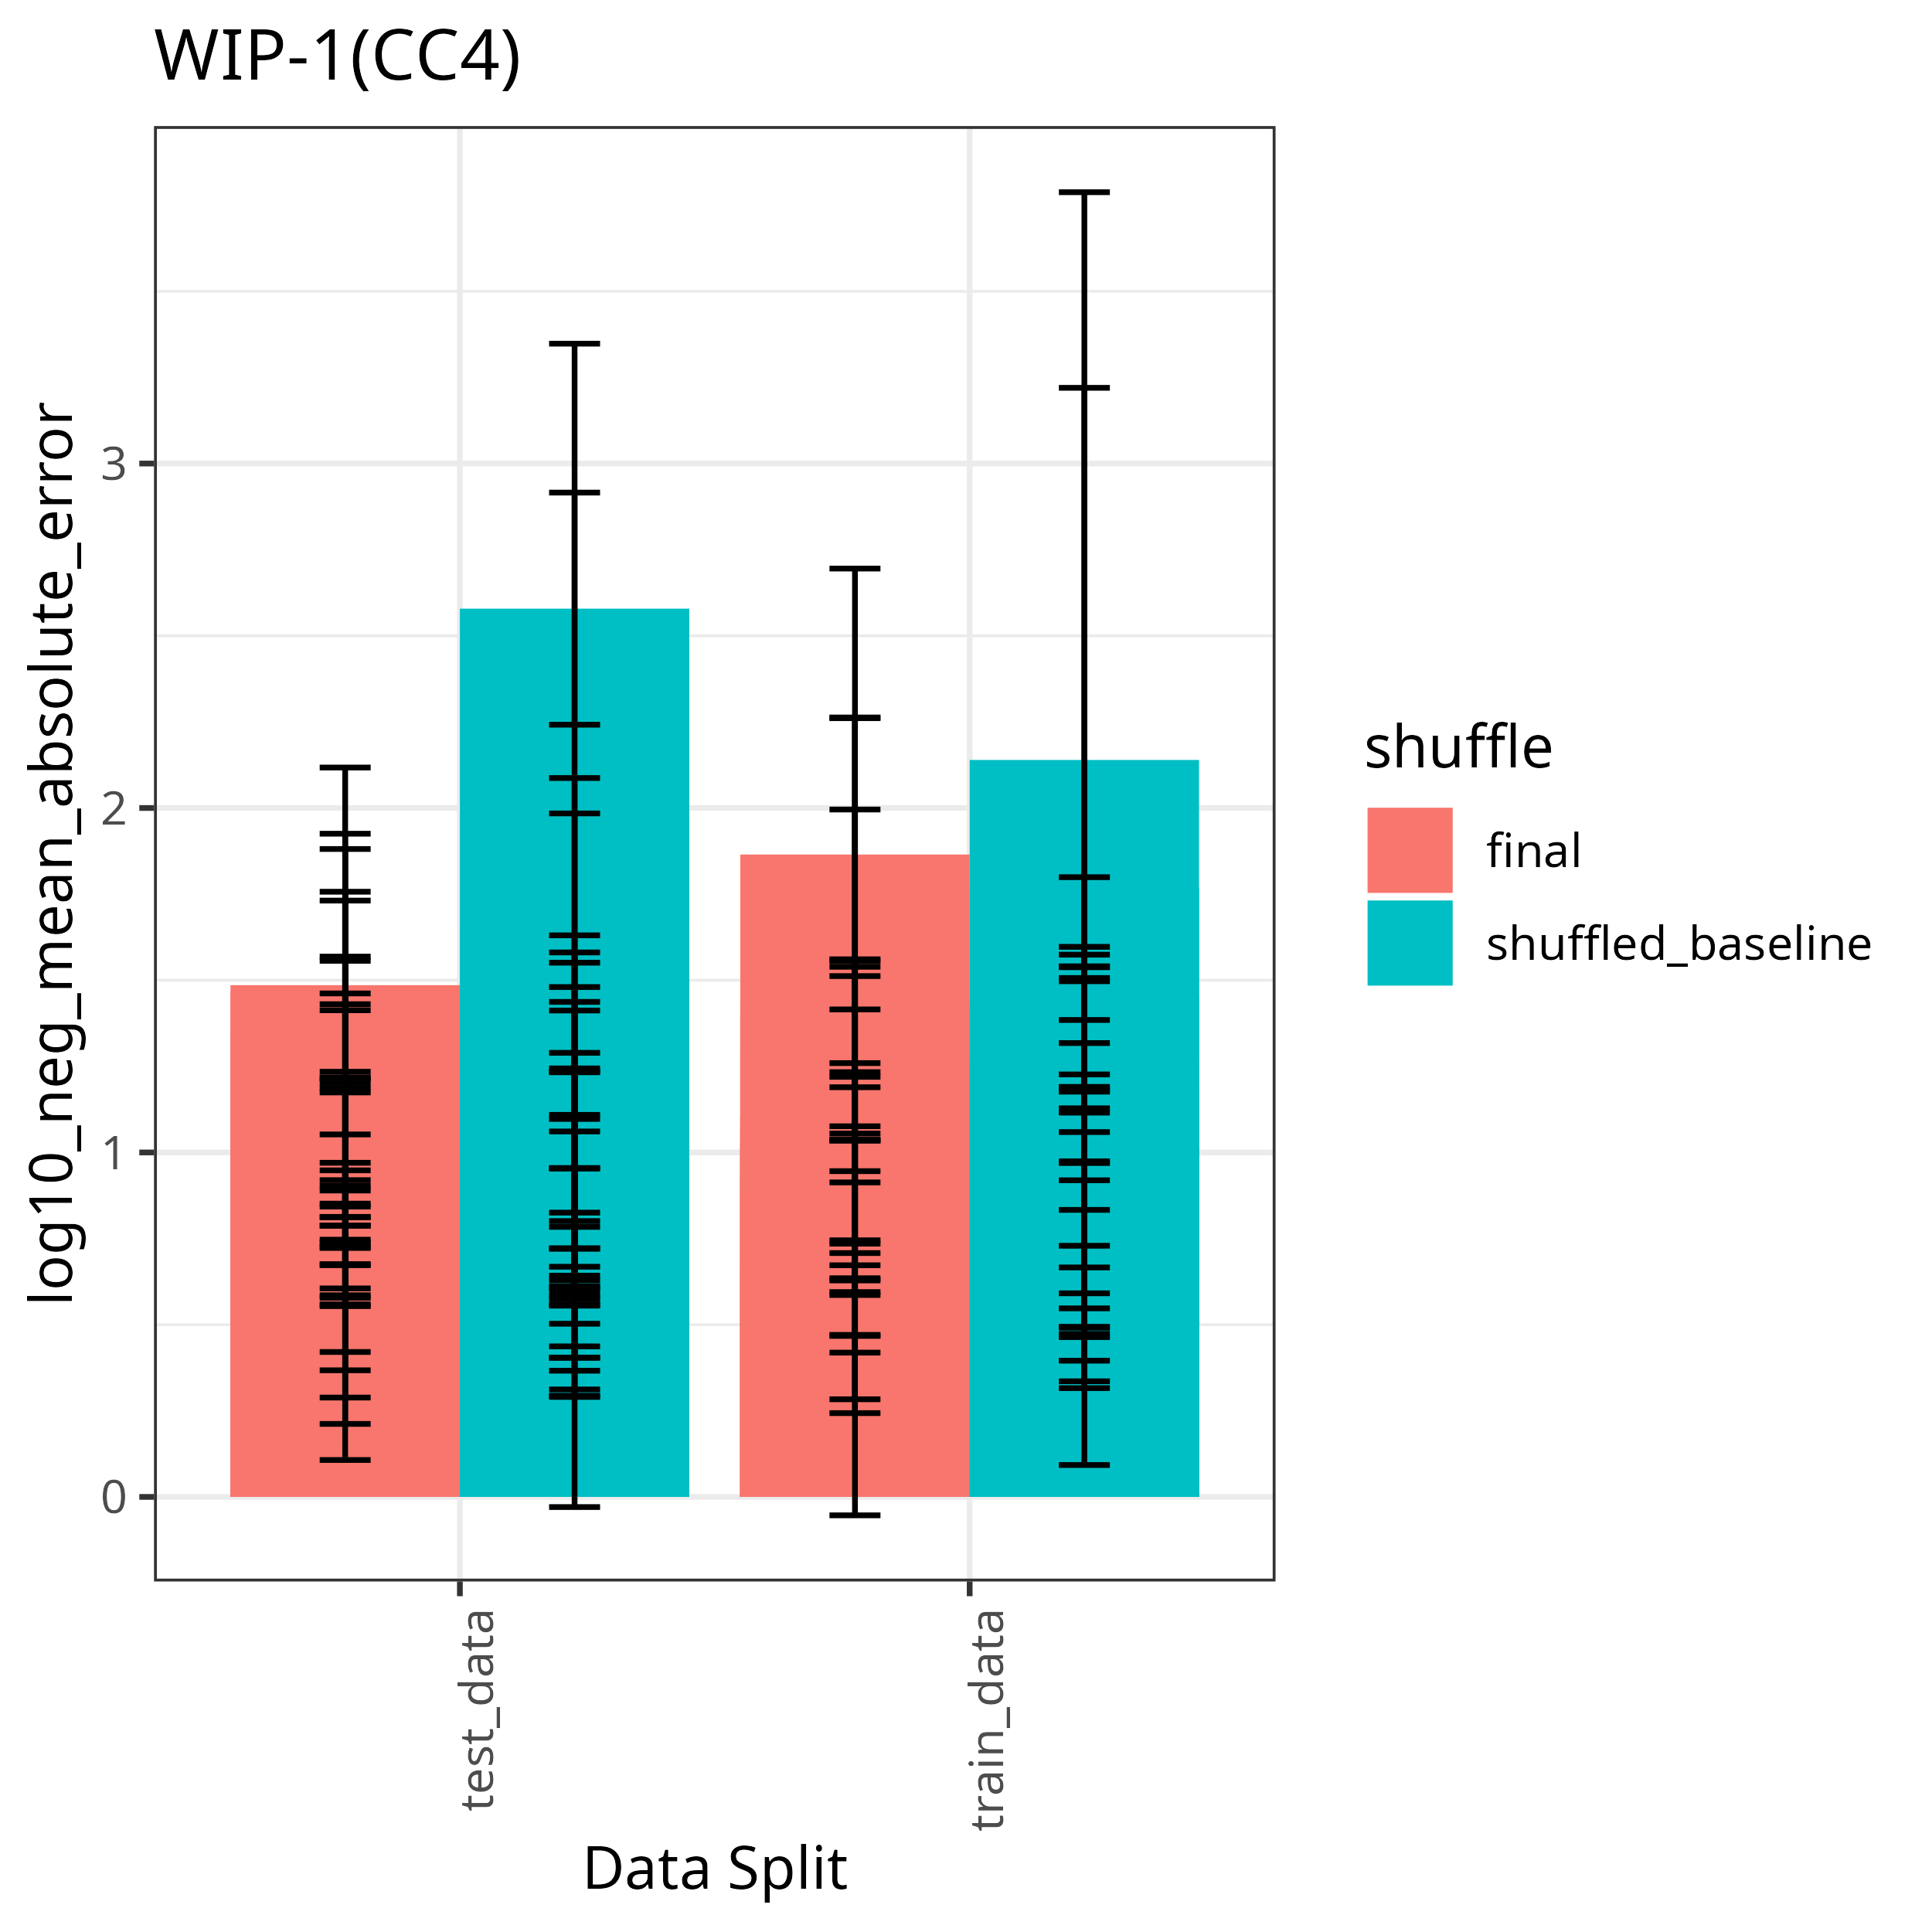 WIP-1(CC4)
log10_neg_mean_absolute_error
3
2
1
0
test_data
train_data
Data Split
shuffle
final
shuffled_baseline